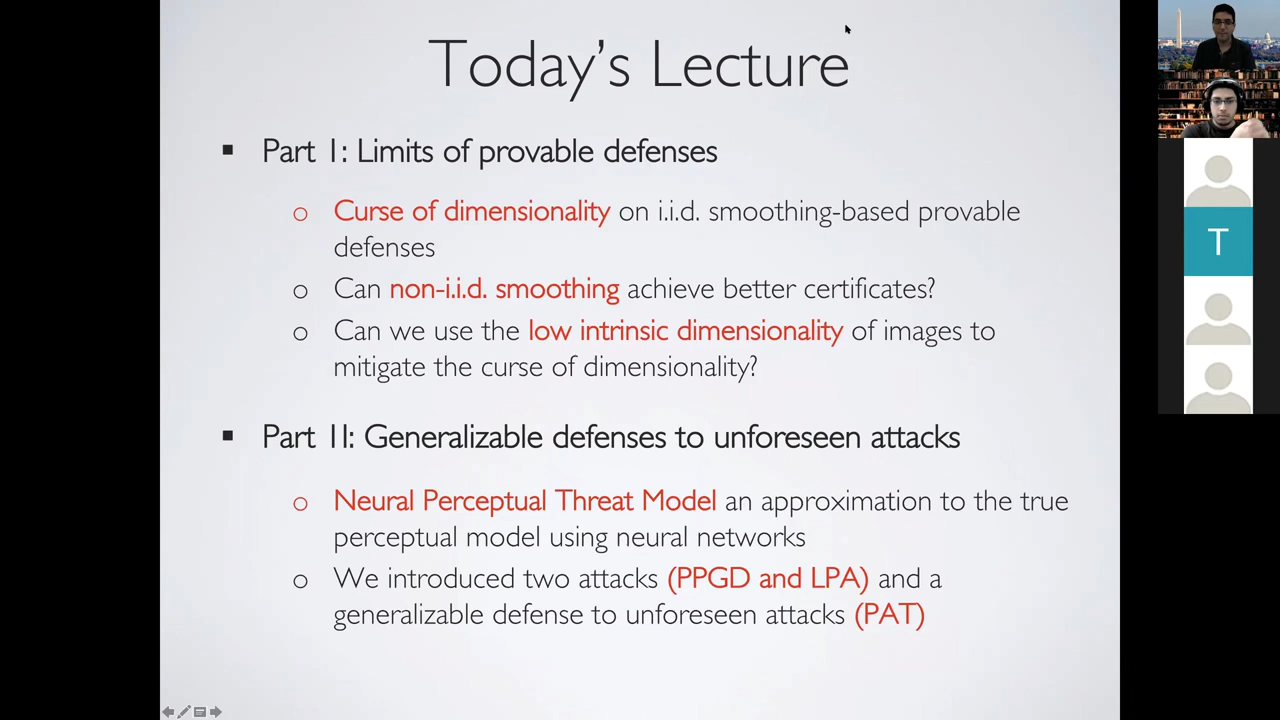 Today's Lecture
Part 1: Limits of provable defenses
Curse of dimensionality on i.i.d. smoothing-based provable
defenses
Can non-i.i.d. smoothing achieve better certificates?
Can we use the low intrinsic dimensionality of images to
mitigate the curse of dimensionality?
Part 1I: Generalizable defenses to unforeseen attacks
Neural Perceptual Threat Model an approximation to the true
perceptual model using neural networks
We introduced two attacks (PPGD and LPA) and a
generalizable defense to unforeseen attacks (PAT)
T